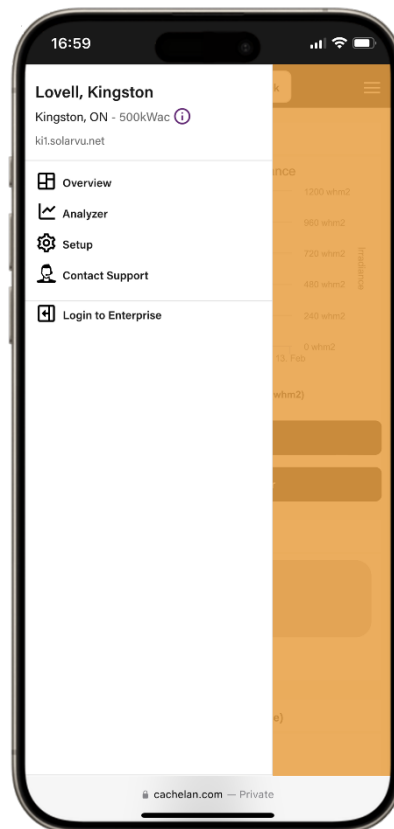 16:59
Lovell, Kingston
Kingston, ON - 500kWac
ki1.solarvu.net
Overview
Analyzer
Setup
Contact Support
Login to Enterprise
k
nce
1200 whm2
960 whm2
720 whm2
480 whm2
240 whm2
0 whm2
Irradiance
13. Feb
whm2)
e)
cachelan.com — Private